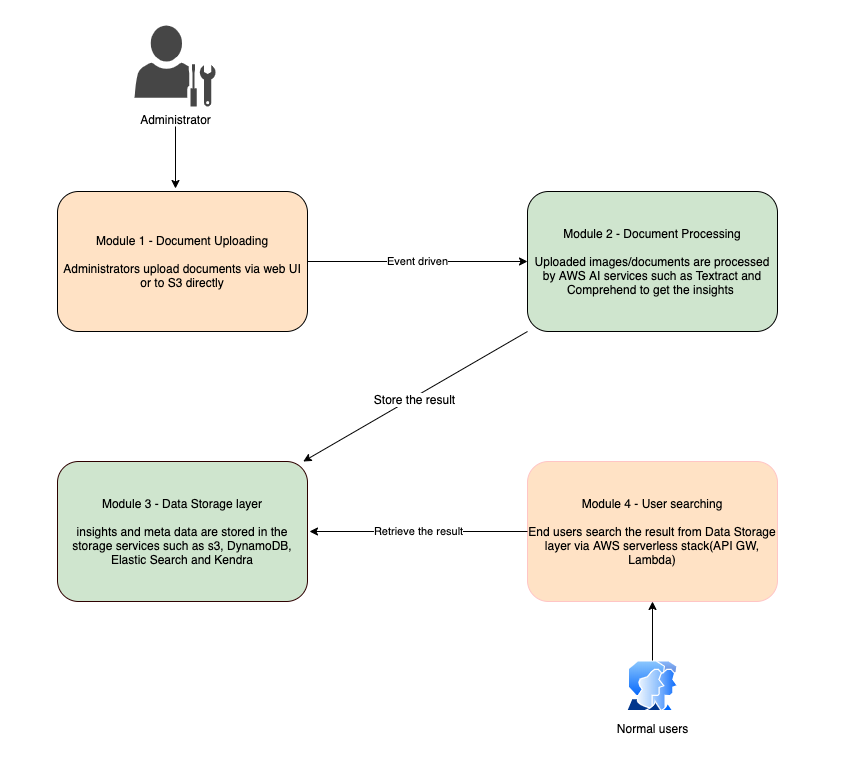 Administrator
Module 1 - Document Uploading
Administrators upload documents via web UI
or to S3 directly
Event driven
Module 2 - Document Processing
Uploaded images/documents are processed
by AWS AI services such as Textract and
Comprehend to get the insights
Store the result
Module 3 - Data Storage layer
insights and meta data are stored in the
storage services such as s3, DynamoDB,
Elastic Search and Kendra
Retrieve the result
Module 4 - User searching
End users search the result from Data Storage
layer via AWS serverless stack(API GW,
Lambda)
Normal users